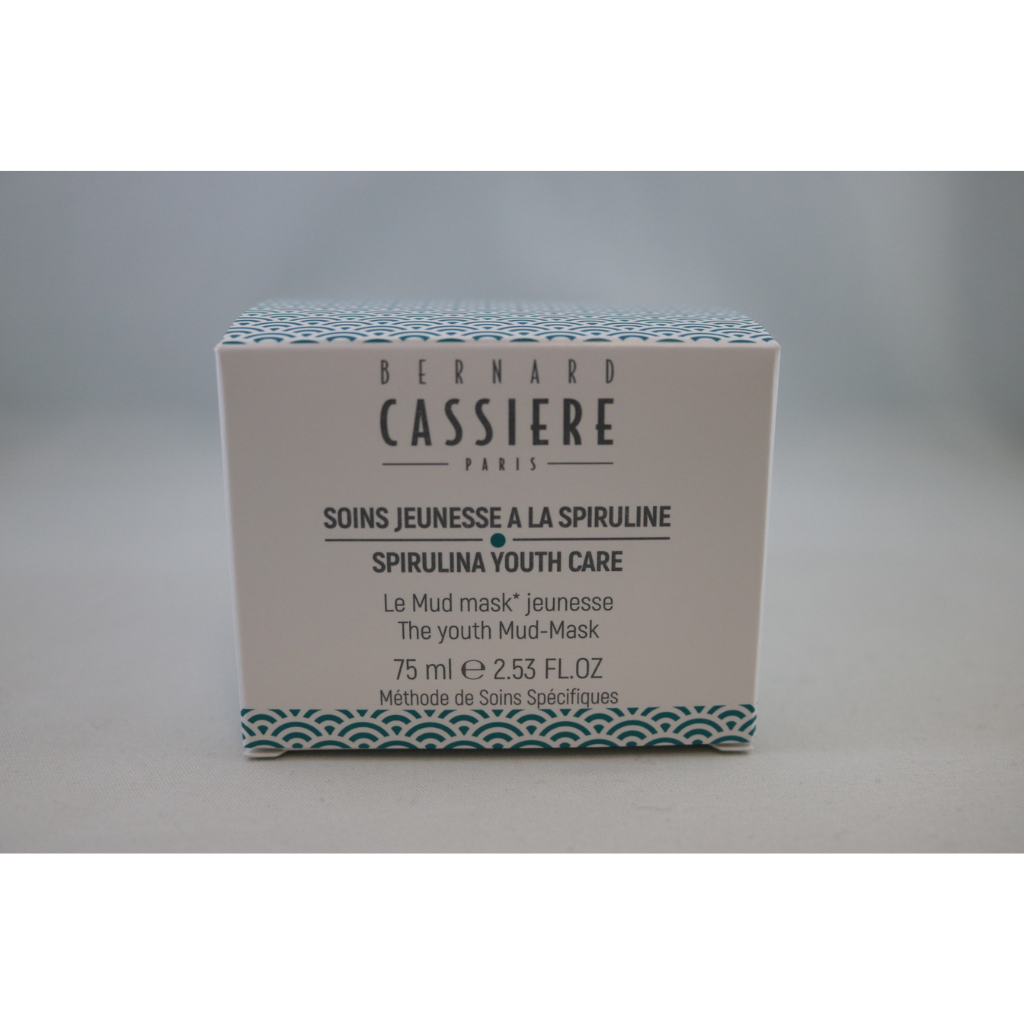 BERNARD
CASSIERE
PARIS
SOINS JEUNESSE A LA SPIRULINE
SPIRULINA YOUTH CARE
Le Mud mask* jeunesse
The youth Mud-Mask
75 ml ℮ 2.53 FL.OZ
Méthode de Soins Spécifiques